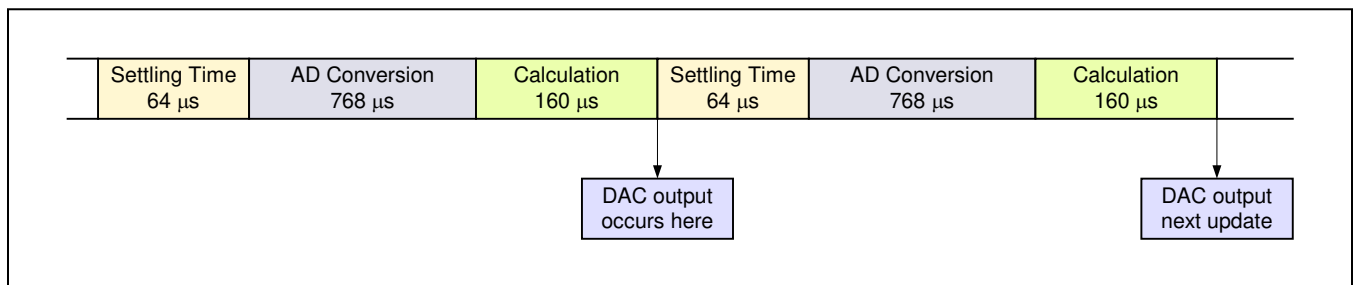 Settling Time
64 μs
AD Conversion
768 μs
Calculation
160 μs
Settling Time
64 μs
AD Conversion
768 μs
Calculation
160 μs
DAC output
occurs here
DAC output
next update